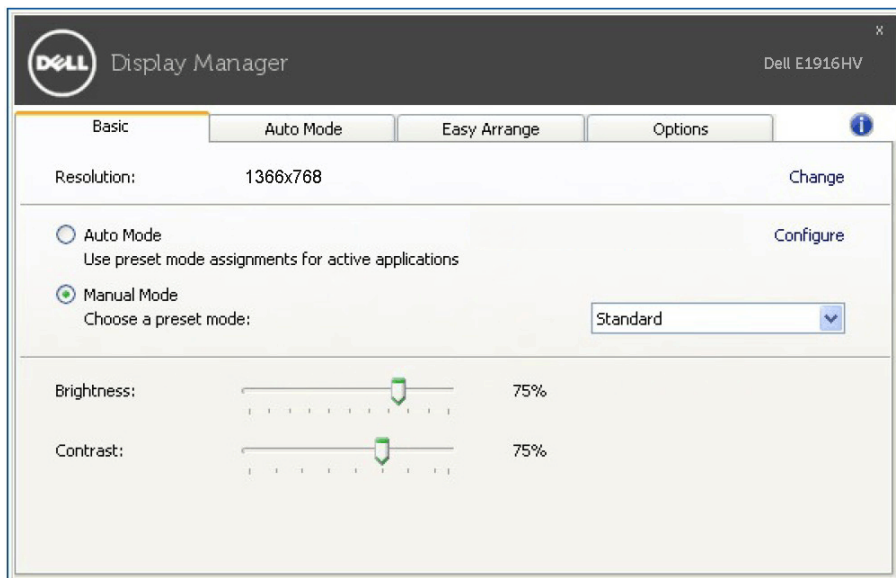 DELL Display Manager
x
Dell E1916HV
Basic Auto Mode Easy Arrange Options i
Resolution: 1366x768 Change
Auto Mode Configure
Use preset mode assignments for active applications
Manual Mode
Choose a preset mode: Standard
Brightness: 75%
Contrast: 75%